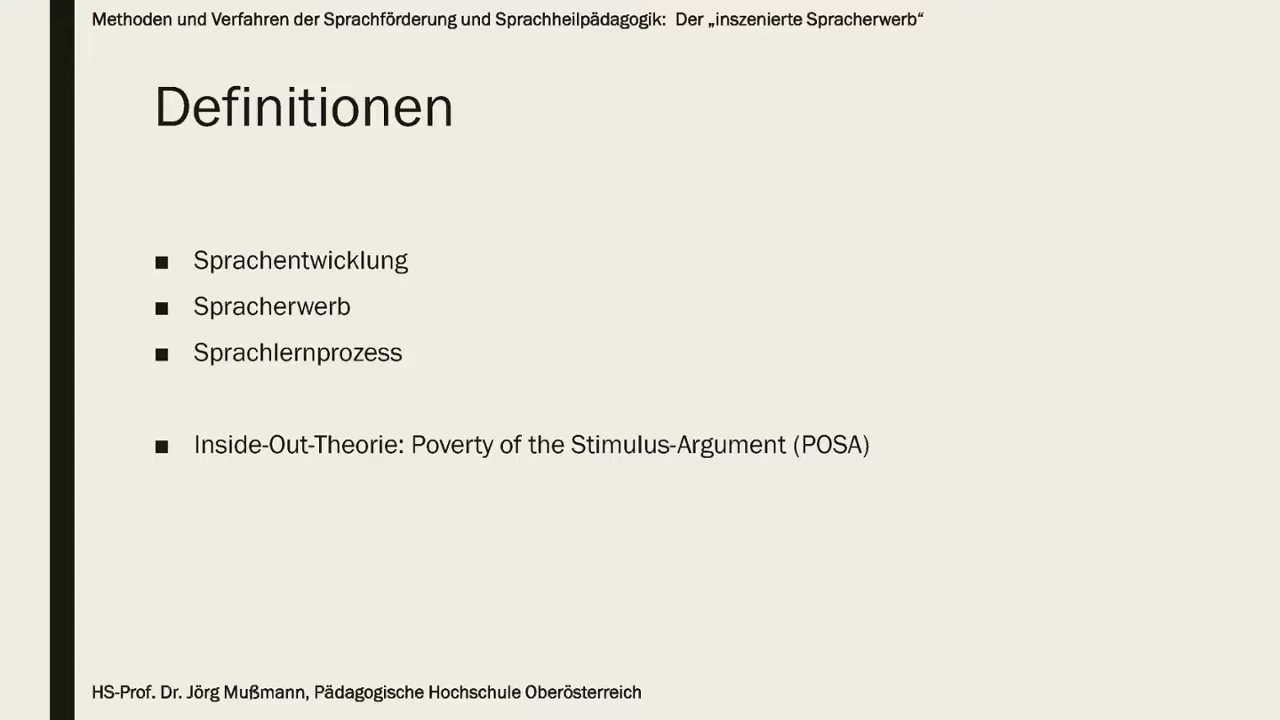 Methoden und Verfahren der Sprachförderung und Sprachheilpädagogik: Der „inszenierte Spracherwerb“
Definitionen
■ Sprachentwicklung
■ Spracherwerb
■ Sprachlernprozess
■ Inside-Out-Theorie: Poverty of the Stimulus-Argument (POSA)
HS-Prof. Dr. Jörg Mußmann, Pädagogische Hochschule Oberösterreich